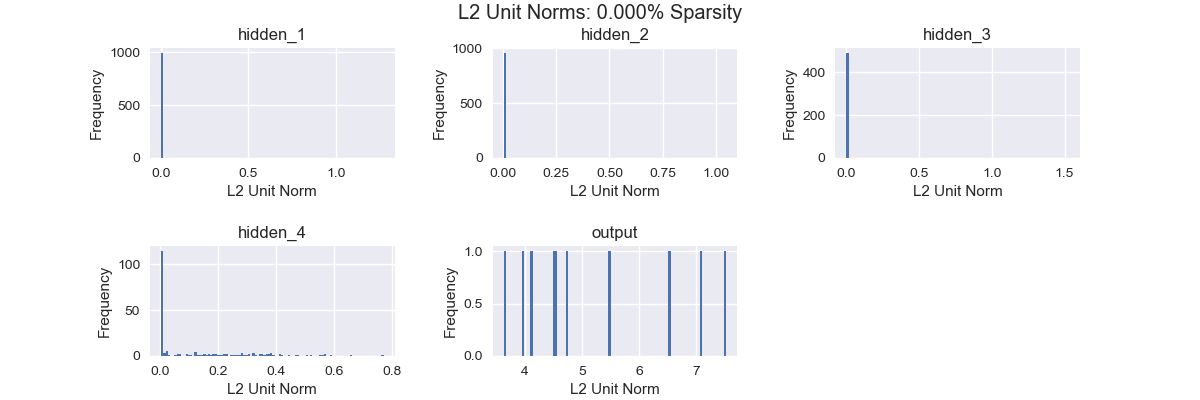 L2 Unit Norms: 0.000% Sparsity
hidden_1
Frequency
1000
500
0
0.0 0.5 1.0
L2 Unit Norm
hidden_2
Frequency
1000
500
0
0.00 0.25 0.50 0.75 1.00
L2 Unit Norm
hidden_3
Frequency
400
200
0
0.0 0.5 1.0 1.5
L2 Unit Norm
hidden_4
Frequency
100
50
0
0.0 0.2 0.4 0.6 0.8
L2 Unit Norm
output
Frequency
1.0
0.5
0.0
4 5 6 7
L2 Unit Norm